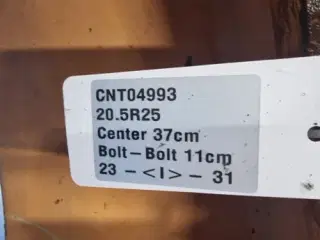 CNT04993
20.5R25
Center 37cm
Bolt-Bolt 11cm
23 -<I>- 31